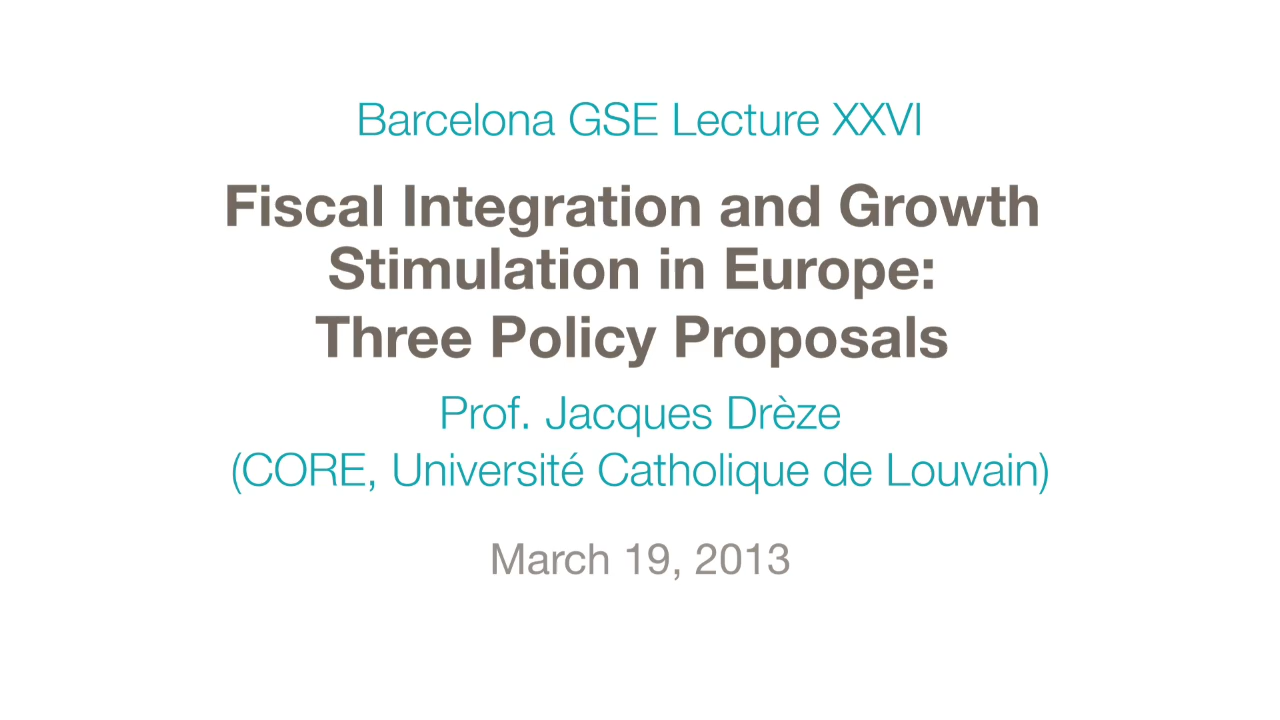 Barcelona GSE Lecture XXVI
Fiscal Integration and Growth
Stimulation in Europe:
Three Policy Proposals
Prof. Jacques Drèze
(CORE, Université Catholique de Louvain)
March 19, 2013